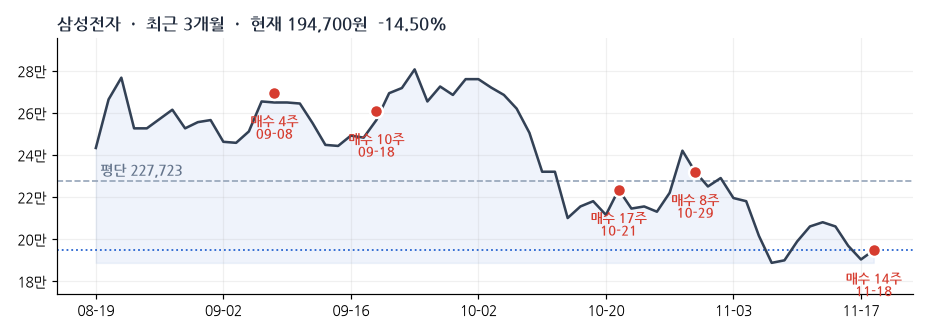 삼성전자 · 최근 3개월 · 현재 194,700원 -14.50%
28만
26만
24만
22만
20만
18만
평단 227,723
매수 4주
09-08
매수 10주
09-18
매수 17주
10-21
매수 8주
10-29
매수 14주
11-18
08-19
09-02
09-16
10-02
10-20
11-03
11-17